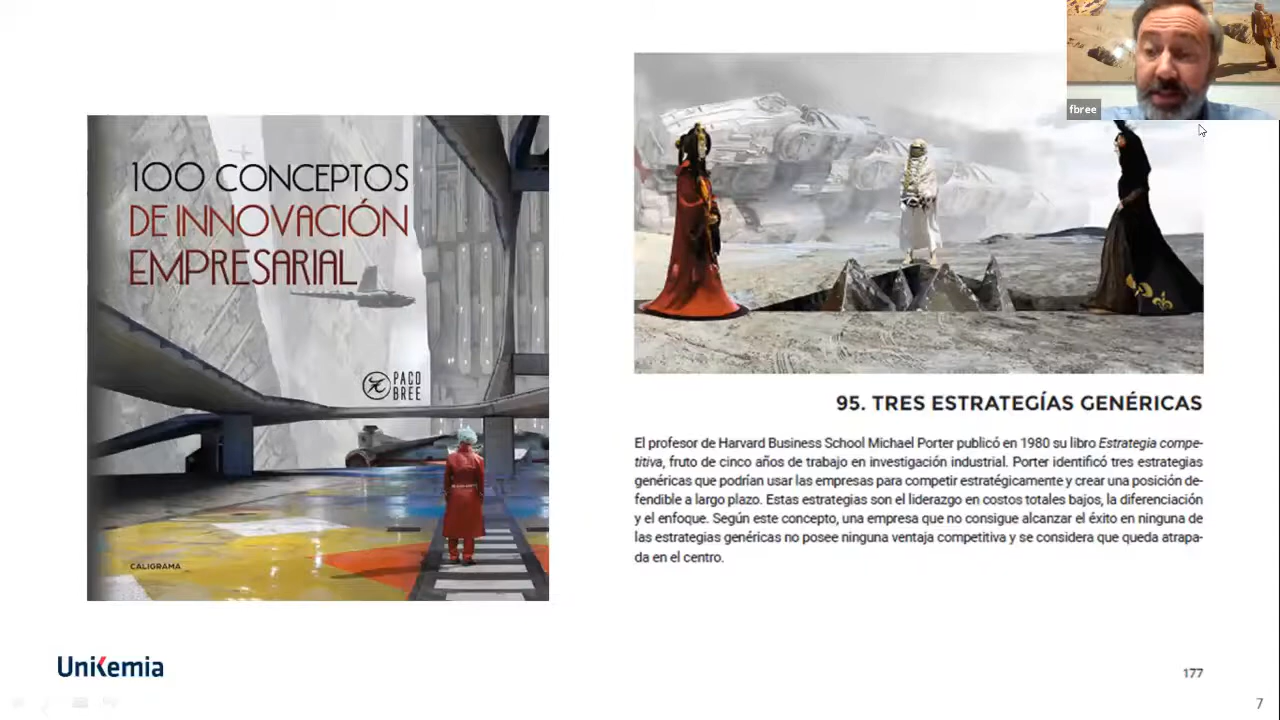 fbree
100 CONCEPTOS
DE INNOVACIÓN
EMPRESARIAL
PACO
BREE
CALIGRAMA
95. TRES ESTRATEGÍAS GENÉRICAS
El profesor de Harvard Business School Michael Porter publicó en 1980 su libro Estrategia compe-
titiva, fruto de cinco años de trabajo en investigación industrial. Porter identificó tres estrategias
genéricas que podrían usar las empresas para competir estratégicamente y crear una posición de-
fendible a largo plazo. Estas estrategias son el liderazgo en costos totales bajos, la diferenciación
y el enfoque. Según este concepto, una empresa que no consigue alcanzar el éxito en ninguna de
las estrategias genéricas no posee ninguna ventaja competitiva y se considera que queda atrapa-
da en el centro.
UniKemia
177
7